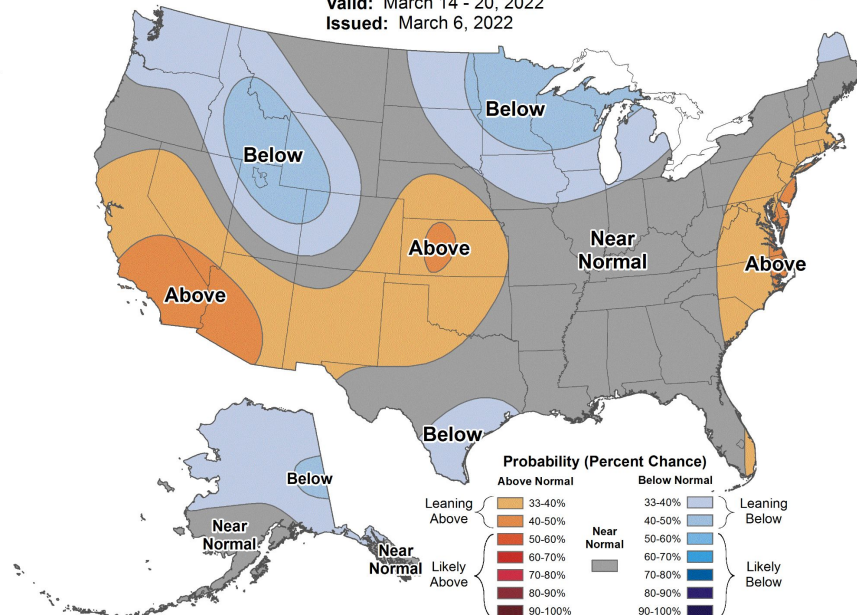 Valid: March 14 - 20, 2022
Issued: March 6, 2022
Below
Below
Above
Near
Normal
Above
Above
Below
Below
Near
Normal
Near
Normal
Probability (Percent Chance)
Above Normal
Below Normal
Leaning
Above
33-40%
40-50%
Likely
Above
50-60%
60-70%
70-80%
80-90%
90-100%
Near
Normal
33-40%
40-50%
Leaning
Below
50-60%
60-70%
70-80%
80-90%
90-100%
Likely
Below